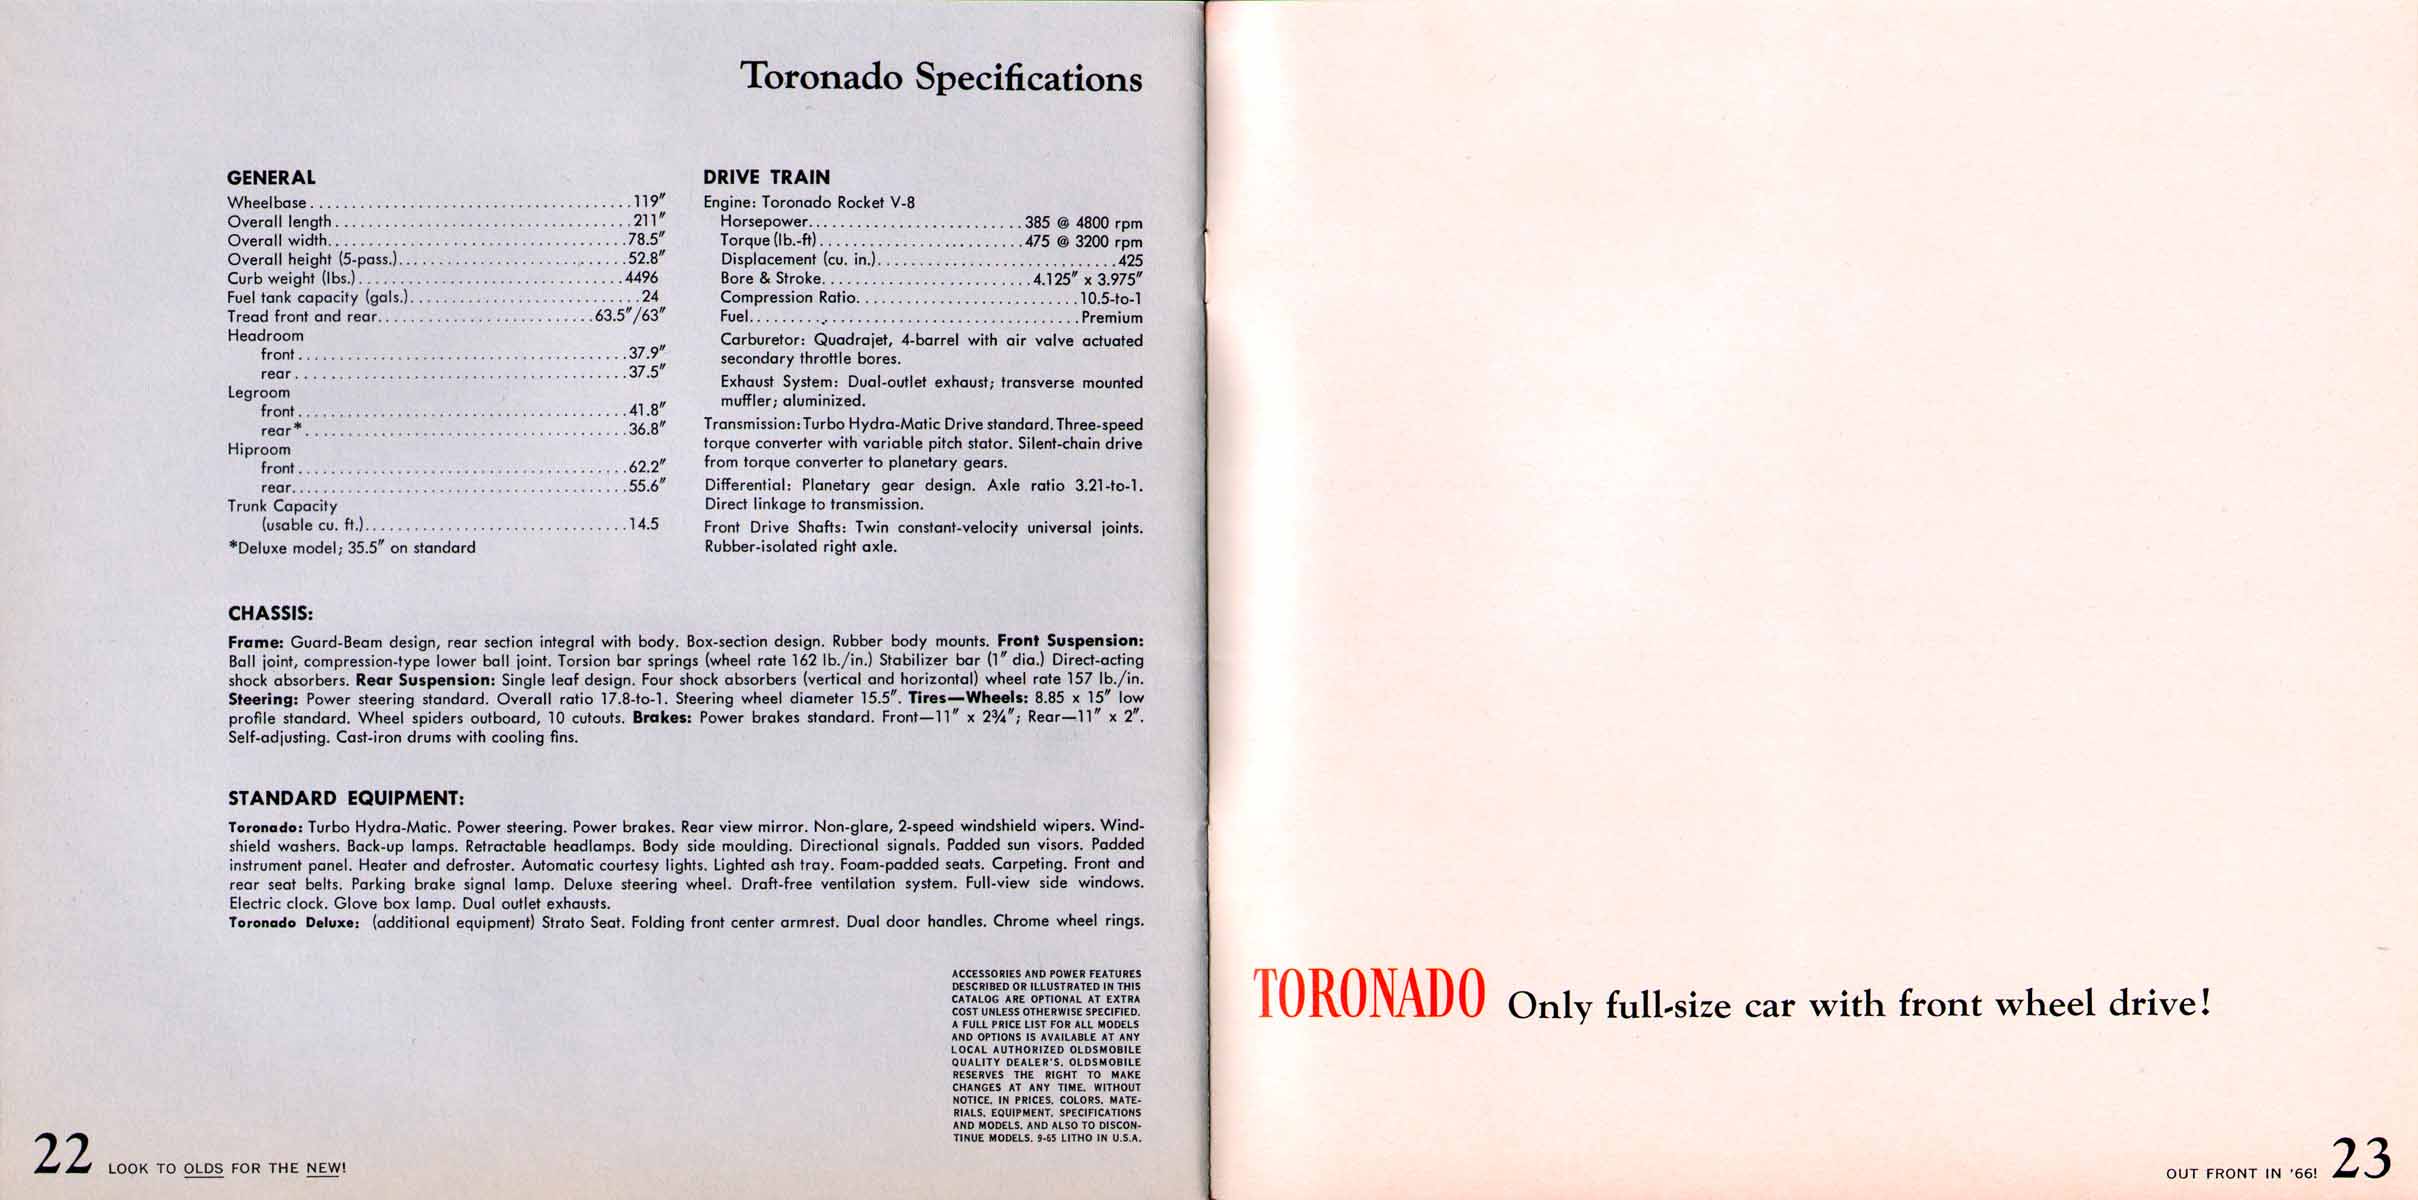 Toronado Specifications
GENERAL
Wheelbase......119″
Overall length......211″
Overall width......78.5″
Overall height (5-pass.)......52.8″
Curb weight (lbs.)......4496
Fuel tank capacity (gals.)......24
Tread front and rear......63.5″/63″
Headroom
front......37.9″
rear......37.5″
Legroom
front......41.8″
rear*......36.8″
Hiproom
front......62.2″
rear......55.6″
Trunk Capacity
(usable cu. ft.)......14.5
*Deluxe model; 35.5″ on standard
DRIVE TRAIN
Engine: Toronado Rocket V-8
Horsepower......385 @ 4800 rpm
Torque (lb.-ft)......475 @ 3200 rpm
Displacement (cu. in.)......425
Bore & Stroke......4.125″ x 3.975″
Compression Ratio......10.5-to-1
Fuel......Premium
Carburetor: Quadrajet, 4-barrel with air valve actuated
secondary throttle bores.
Exhaust System: Dual-outlet exhaust; transverse mounted
muffler; aluminized.
Transmission: Turbo Hydra-Matic Drive standard. Three-speed
torque converter with variable pitch stator. Silent-chain drive
from torque converter to planetary gears.
Differential: Planetary gear design. Axle ratio 3.21-to-1.
Direct linkage to transmission.
Front Drive Shafts: Twin constant-velocity universal joints.
Rubber-isolated right axle.
CHASSIS:
Frame: Guard-Beam design, rear section integral with body. Box-section design. Rubber body mounts. Front Suspension:
Ball joint, compression-type lower ball joint. Torsion bar springs (wheel rate 162 lb./in.) Stabilizer bar (1″ dia.) Direct-acting
shock absorbers. Rear Suspension: Single leaf design. Four shock absorbers (vertical and horizontal) wheel rate 157 lb./in.
Steering: Power steering standard. Overall ratio 17.8-to-1. Steering wheel diameter 15.5″. Tires—Wheels: 8.85 x 15″ low
profile standard. Wheel spiders outboard, 10 cutouts. Brakes: Power brakes standard. Front—11″ x 2¾″; Rear—11″ x 2″.
Self-adjusting. Cast-iron drums with cooling fins.
STANDARD EQUIPMENT:
Toronado: Turbo Hydra-Matic. Power steering. Power brakes. Rear view mirror. Non-glare, 2-speed windshield wipers. Wind-
shield washers. Back-up lamps. Retractable headlamps. Body side moulding. Directional signals. Padded sun visors. Padded
instrument panel. Heater and defroster. Automatic courtesy lights. Lighted ash tray. Foam-padded seats. Carpeting. Front and
rear seat belts. Parking brake signal lamp. Deluxe steering wheel. Draft-free ventilation system. Full-view side windows.
Electric clock. Glove box lamp. Dual outlet exhausts.
Toronado Deluxe: (additional equipment) Strato Seat. Folding front center armrest. Dual door handles. Chrome wheel rings.
ACCESSORIES AND POWER FEATURES
DESCRIBED OR ILLUSTRATED IN THIS
CATALOG ARE OPTIONAL AT EXTRA
COST UNLESS OTHERWISE SPECIFIED.
A FULL PRICE LIST FOR ALL MODELS
AND OPTIONS IS AVAILABLE AT ANY
LOCAL AUTHORIZED OLDSMOBILE
QUALITY DEALER'S. OLDSMOBILE
RESERVES THE RIGHT TO MAKE
CHANGES AT ANY TIME, WITHOUT
NOTICE, IN PRICES, COLORS, MATE-
RIALS, EQUIPMENT, SPECIFICATIONS
AND MODELS, AND ALSO TO DISCON-
TINUE MODELS. 9-65 LITHO IN U.S.A.
22 LOOK TO OLDS FOR THE NEW!
TORONADO Only full-size car with front wheel drive!
OUT FRONT IN '66! 23